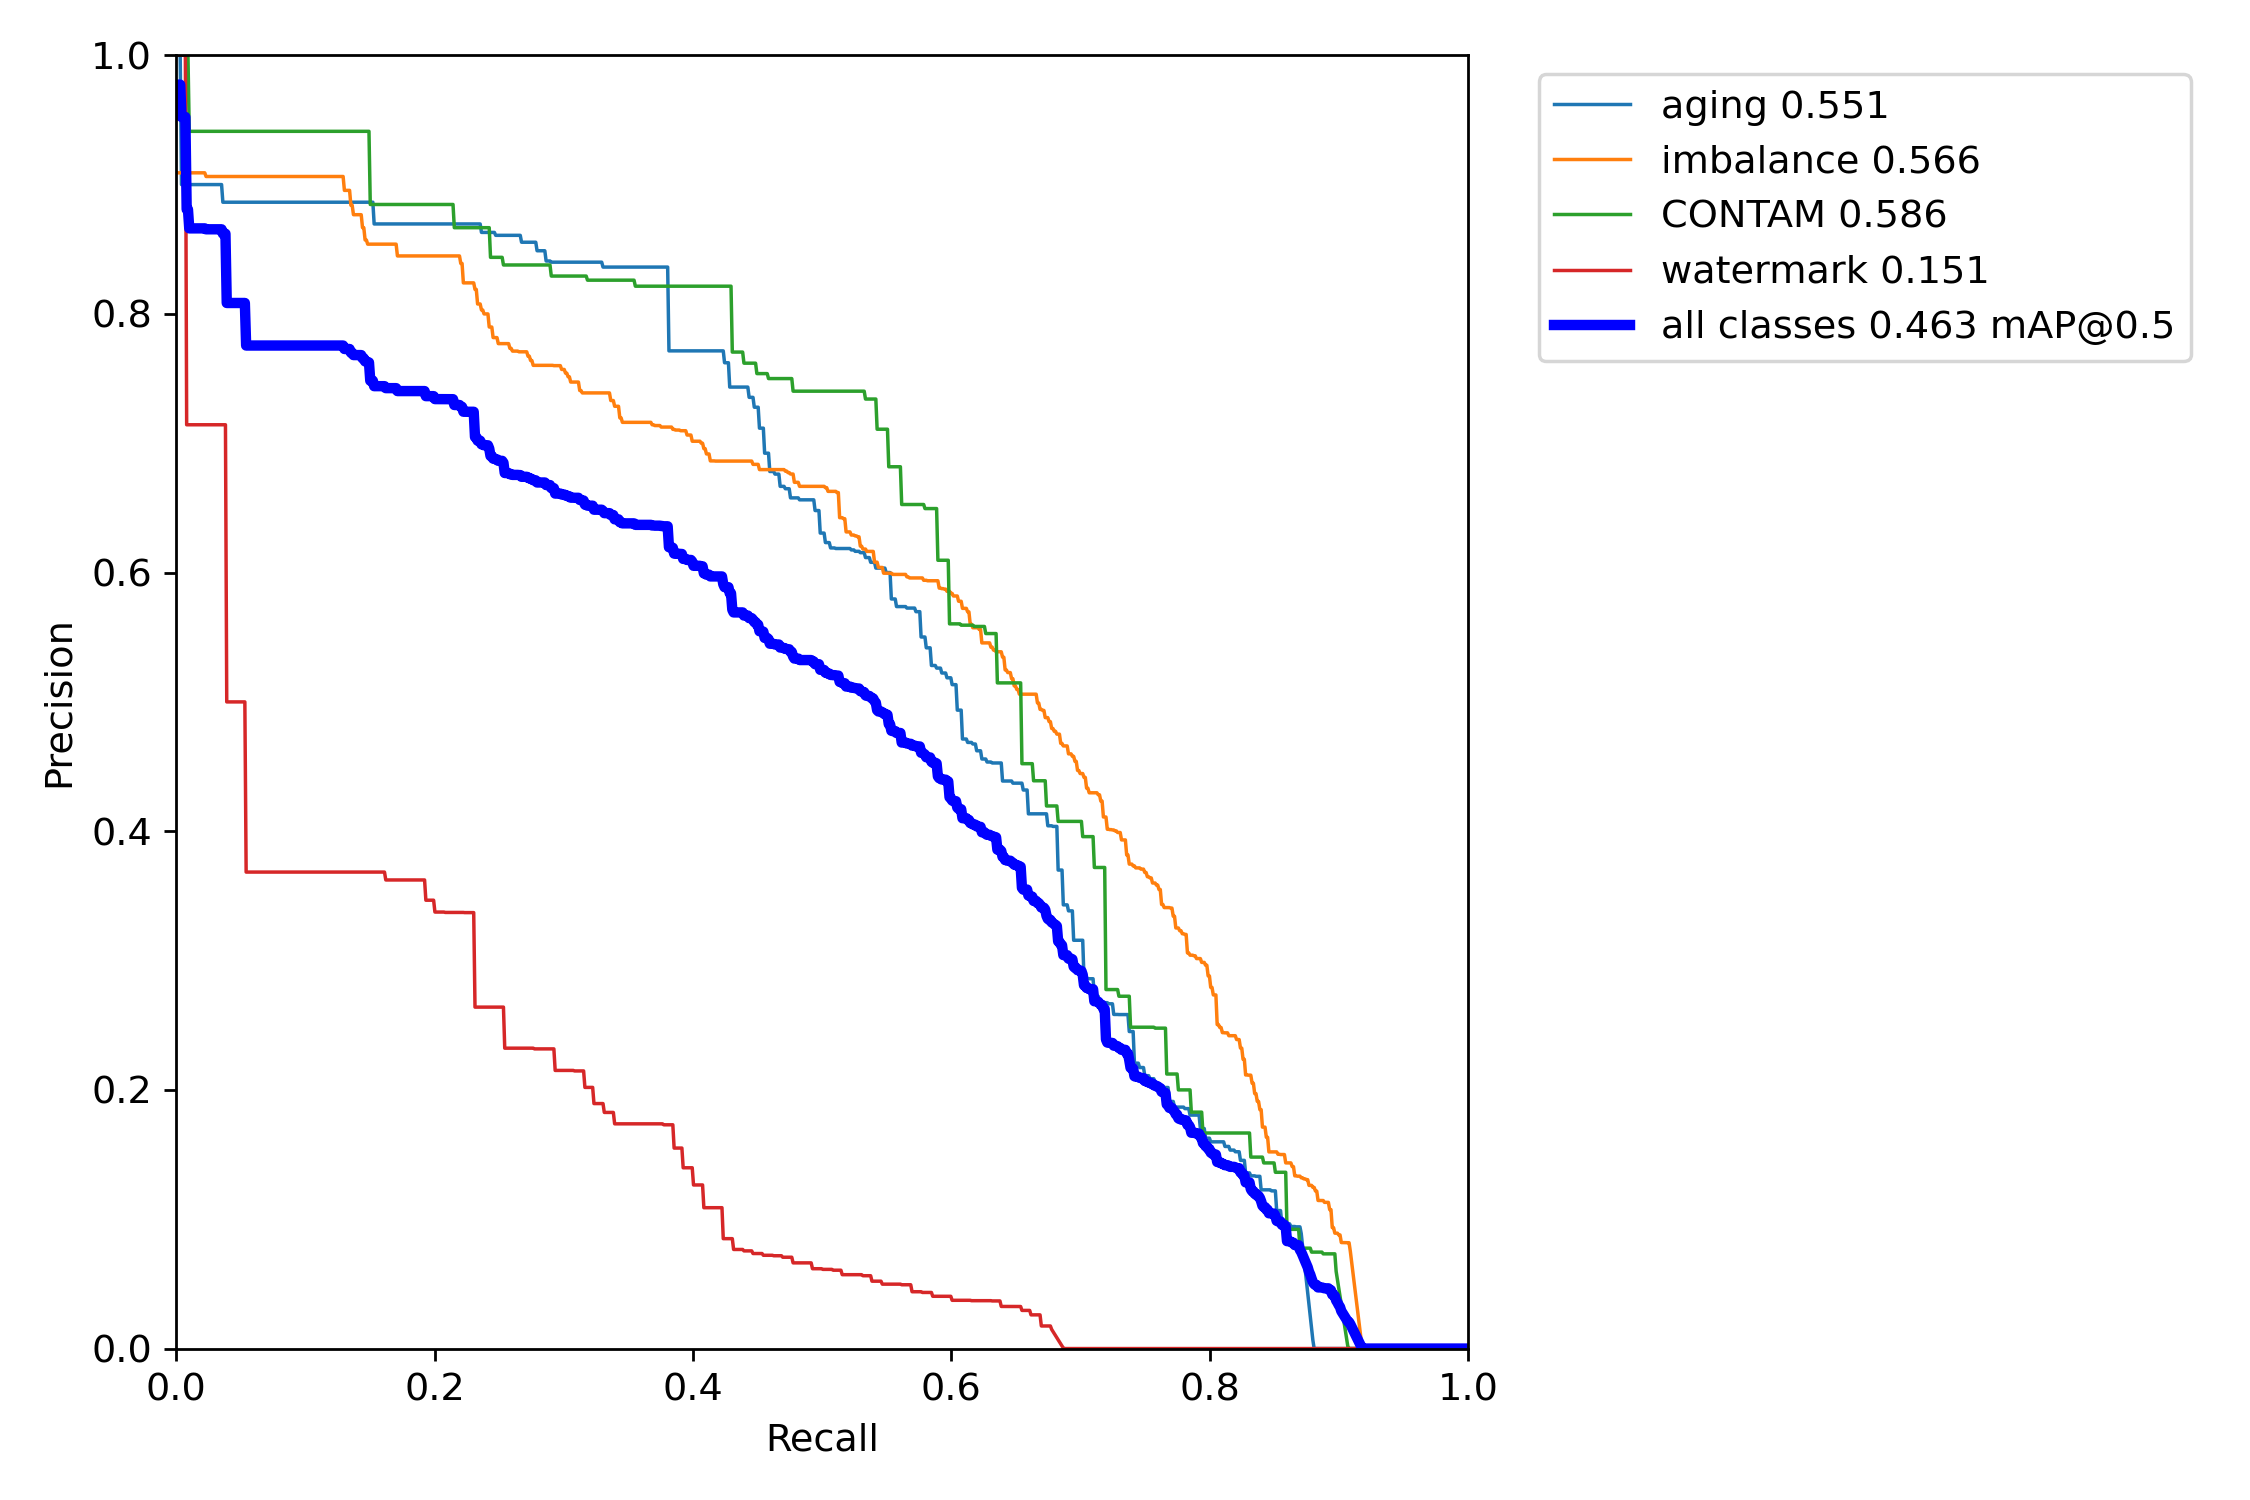 1.0
0.8
0.6
0.4
0.2
0.0
0.0 0.2 0.4 0.6 0.8 1.0
Precision
Recall
aging 0.551
imbalance 0.566
CONTAM 0.586
watermark 0.151
all classes 0.463 mAP@0.5